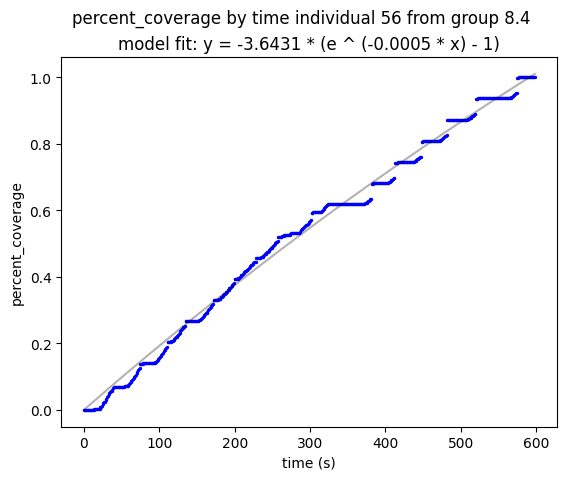 percent_coverage by time individual 56 from group 8.4
model fit: y = -3.6431 * (e ^ (-0.0005 * x) - 1)
1.0
0.8
0.6
0.4
0.2
0.0
percent_coverage
0 100 200 300 400 500 600
time (s)